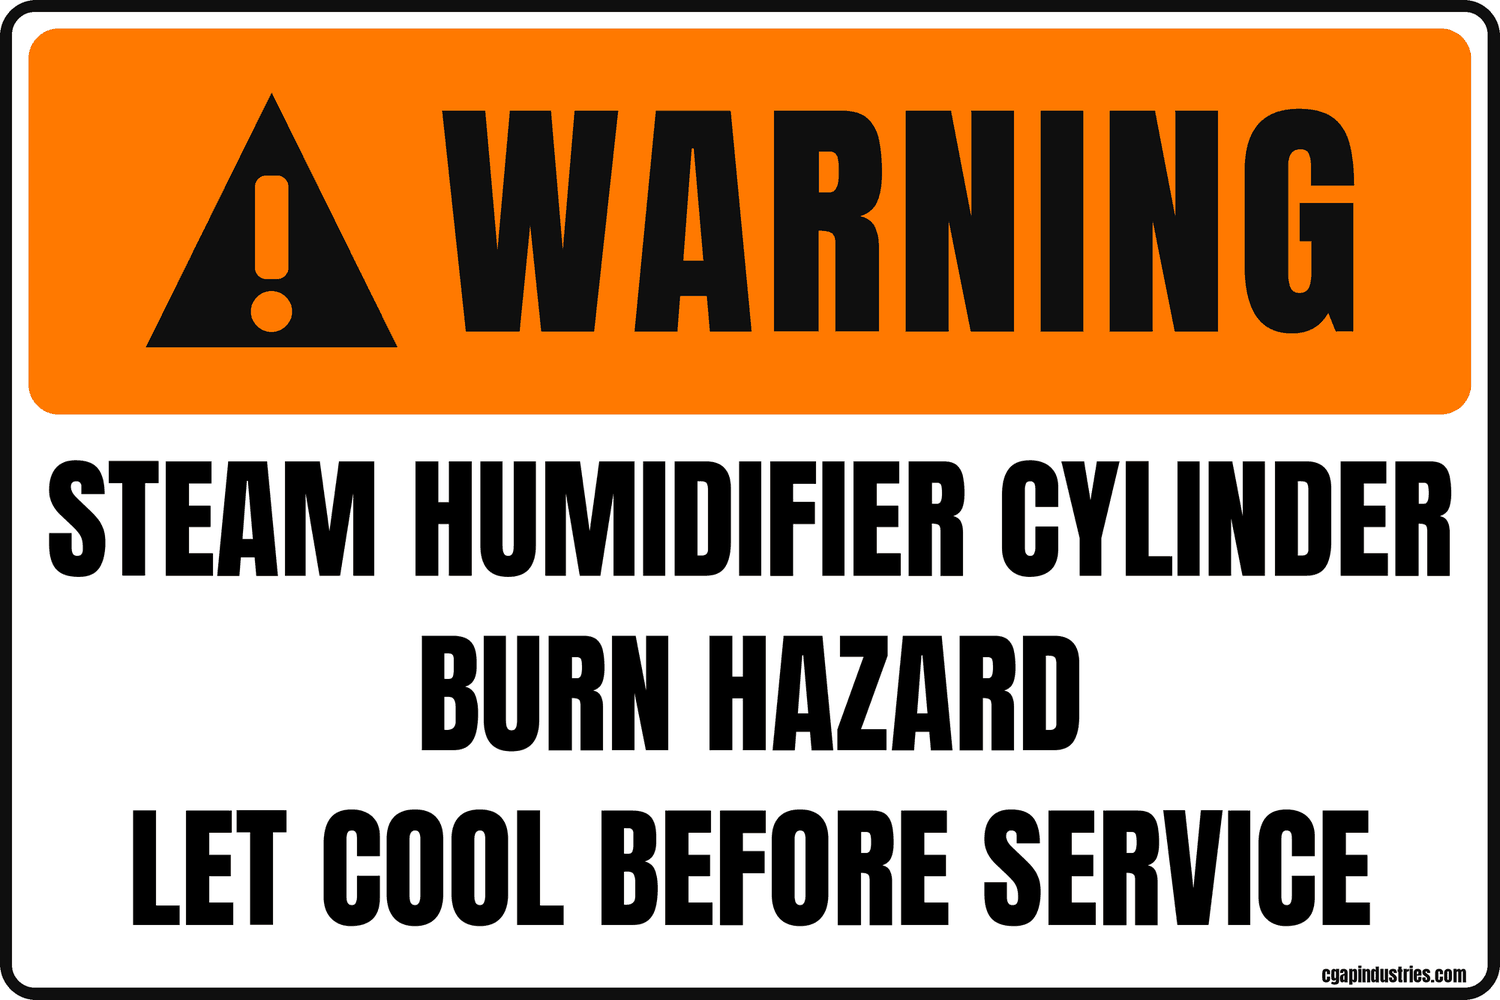 WARNING
STEAM HUMIDIFIER CYLINDER
BURN HAZARD
LET COOL BEFORE SERVICE
cgapindustries.com